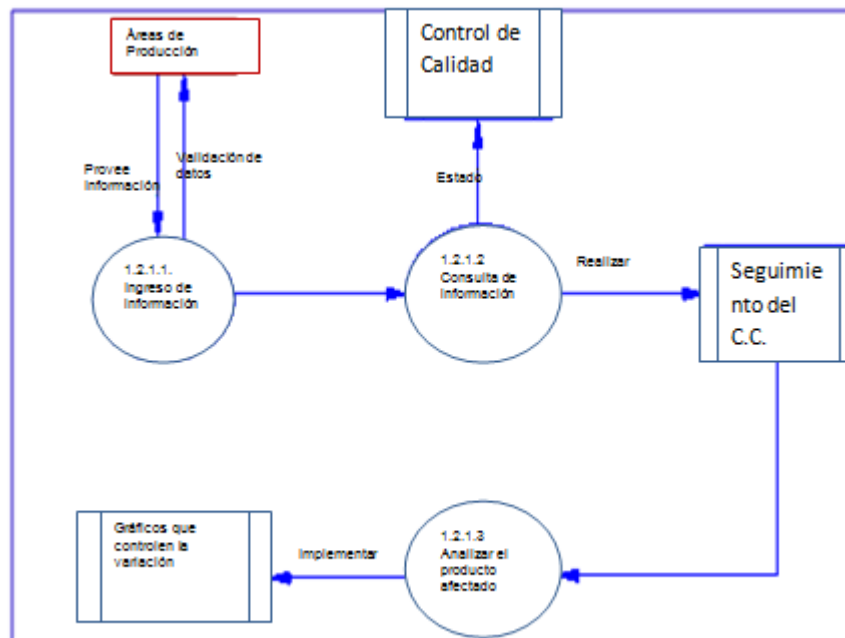 Áreas de
Producción
Control de
Calidad
Provee
Información
Validación de
datos
Estado
1.2.1.1.
Ingreso de
Información
1.2.1.2
Consulta de
Información
Realizar
Seguimie
nto del
C.C.
Gráficos que
controlen la
variación
Implementar
1.2.1.3
Analizar el
producto
afectado